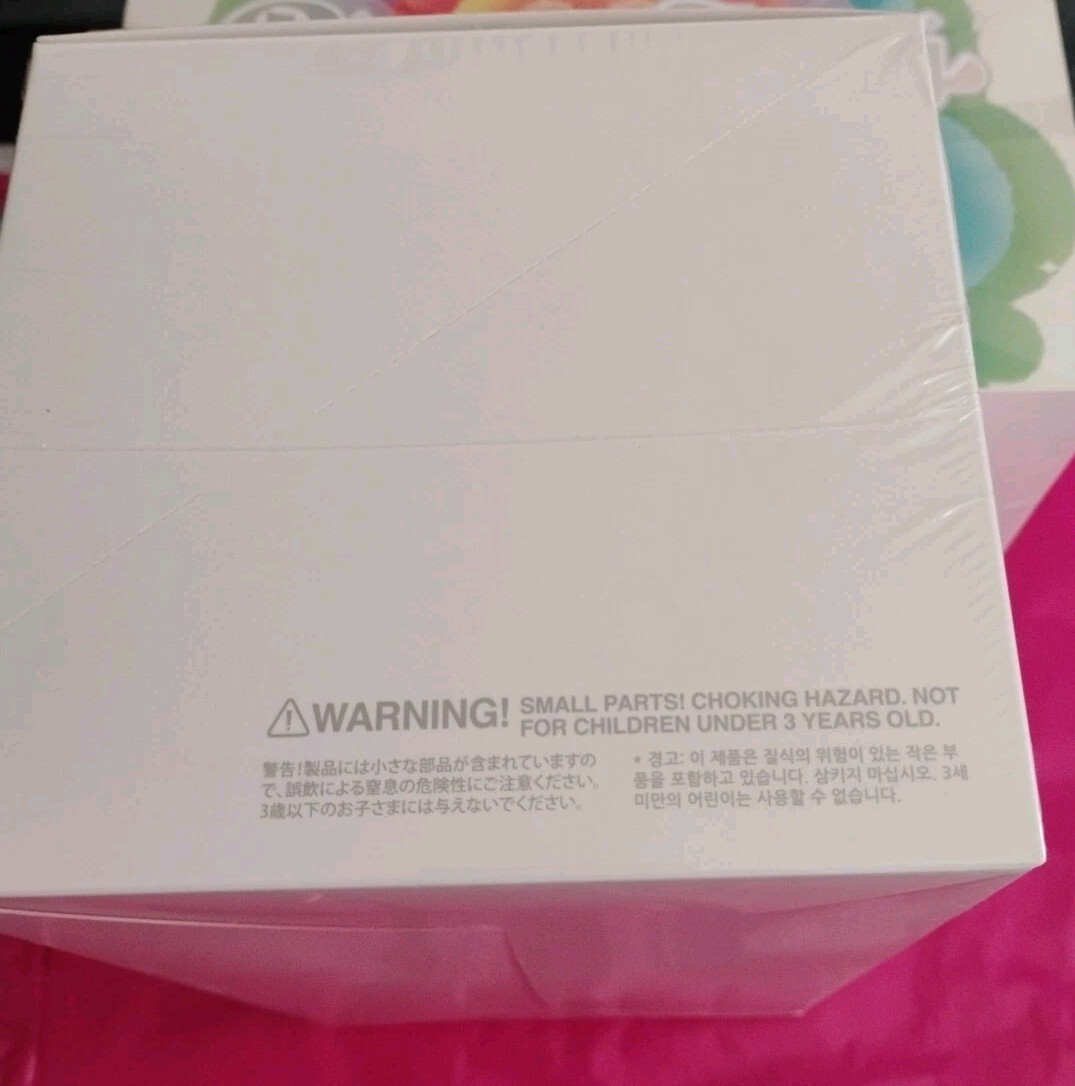 WARNING! SMALL PARTS! CHOKING HAZARD. NOT
FOR CHILDREN UNDER 3 YEARS OLD.
警告!製品には小さな部品が含まれていますの
で、誤飲による窒息の危険性にご注意ください。
3歳以下のお子さまには与えないでください。
* 경고: 이 제품은 질식의 위험이 있는 작은 부
품을 포함하고 있습니다. 삼키지 마십시오. 3세
미만의 어린이는 사용할 수 없습니다.